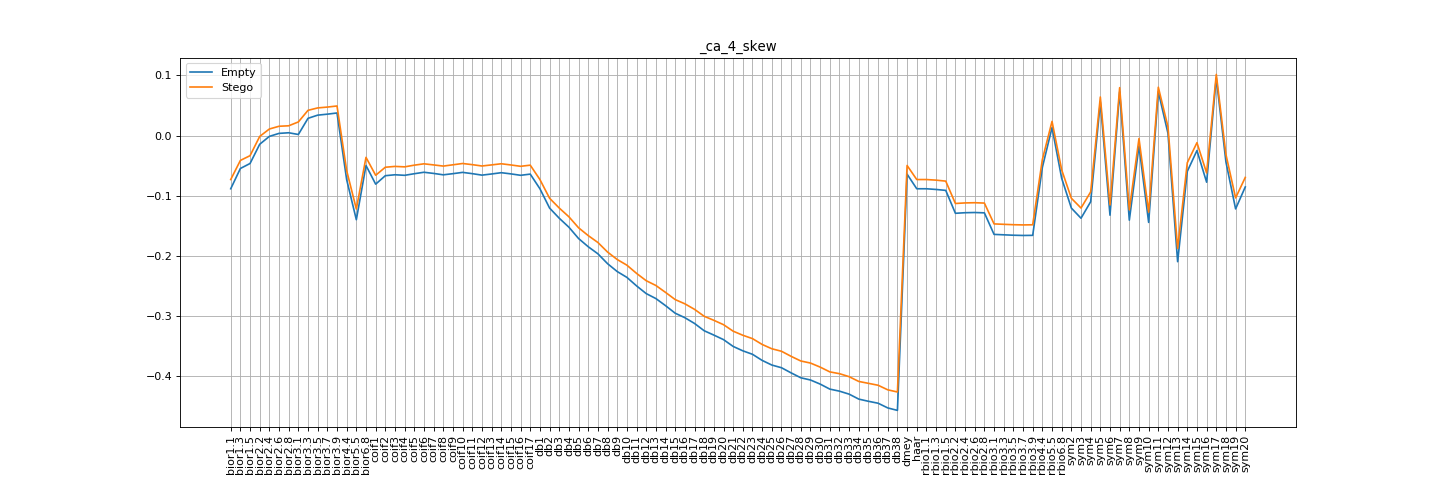 _ca_4_skew
Empty
Stego
0.1
0.0
−0.1
−0.2
−0.3
−0.4
bior1.1
bior1.3
bior1.5
bior2.2
bior2.4
bior2.6
bior2.8
bior3.1
bior3.3
bior3.5
bior3.7
bior3.9
bior4.4
bior5.5
bior6.8
coif1
coif2
coif3
coif4
coif5
coif6
coif7
coif8
coif9
coif10
coif11
coif12
coif13
coif14
coif15
coif16
coif17
db1
db2
db3
db4
db5
db6
db7
db8
db9
db10
db11
db12
db13
db14
db15
db16
db17
db18
db19
db20
db21
db22
db23
db24
db25
db26
db27
db28
db29
db30
db31
db32
db33
db34
db35
db36
db37
db38
dmey
haar
rbio1.1
rbio1.3
rbio1.5
rbio2.2
rbio2.4
rbio2.6
rbio2.8
rbio3.1
rbio3.3
rbio3.5
rbio3.7
rbio3.9
rbio4.4
rbio5.5
rbio6.8
sym2
sym3
sym4
sym5
sym6
sym7
sym8
sym9
sym10
sym11
sym12
sym13
sym14
sym15
sym16
sym17
sym18
sym19
sym20